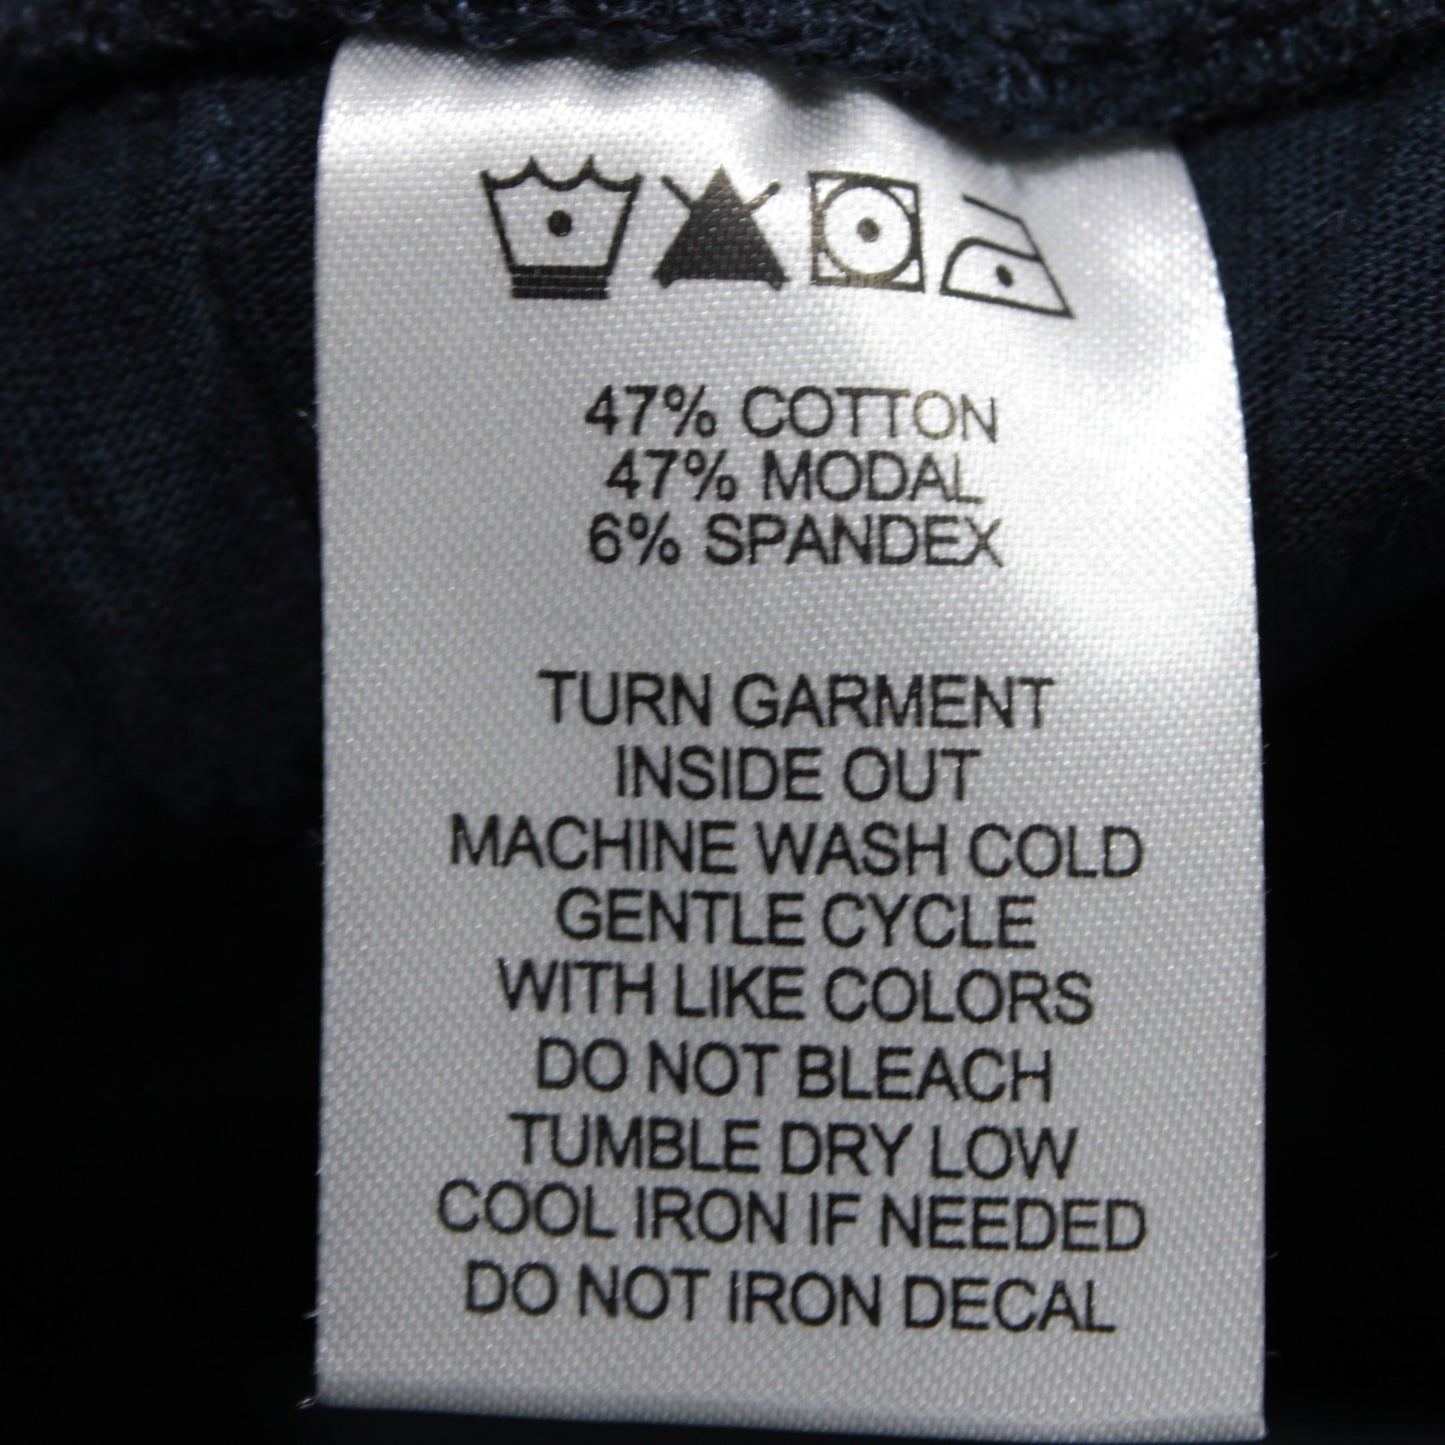 47% COTTON
47% MODAL
6% SPANDEX
TURN GARMENT
INSIDE OUT
MACHINE WASH COLD
GENTLE CYCLE
WITH LIKE COLORS
DO NOT BLEACH
TUMBLE DRY LOW
COOL IRON IF NEEDED
DO NOT IRON DECAL